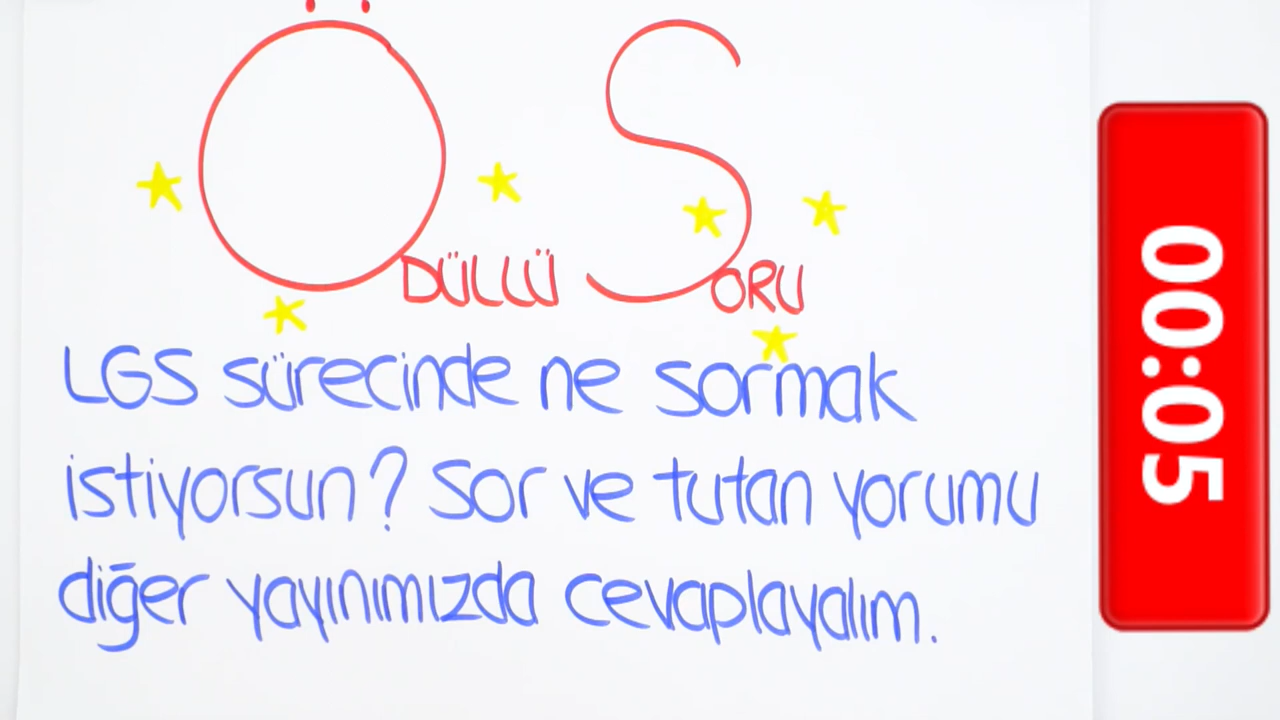 ÖDÜLLÜ SORU
LGS sürecinde ne sormak
istiyorsun? Sor ve tutan yorumu
diğer yayınımızda cevaplayalım.
00:05